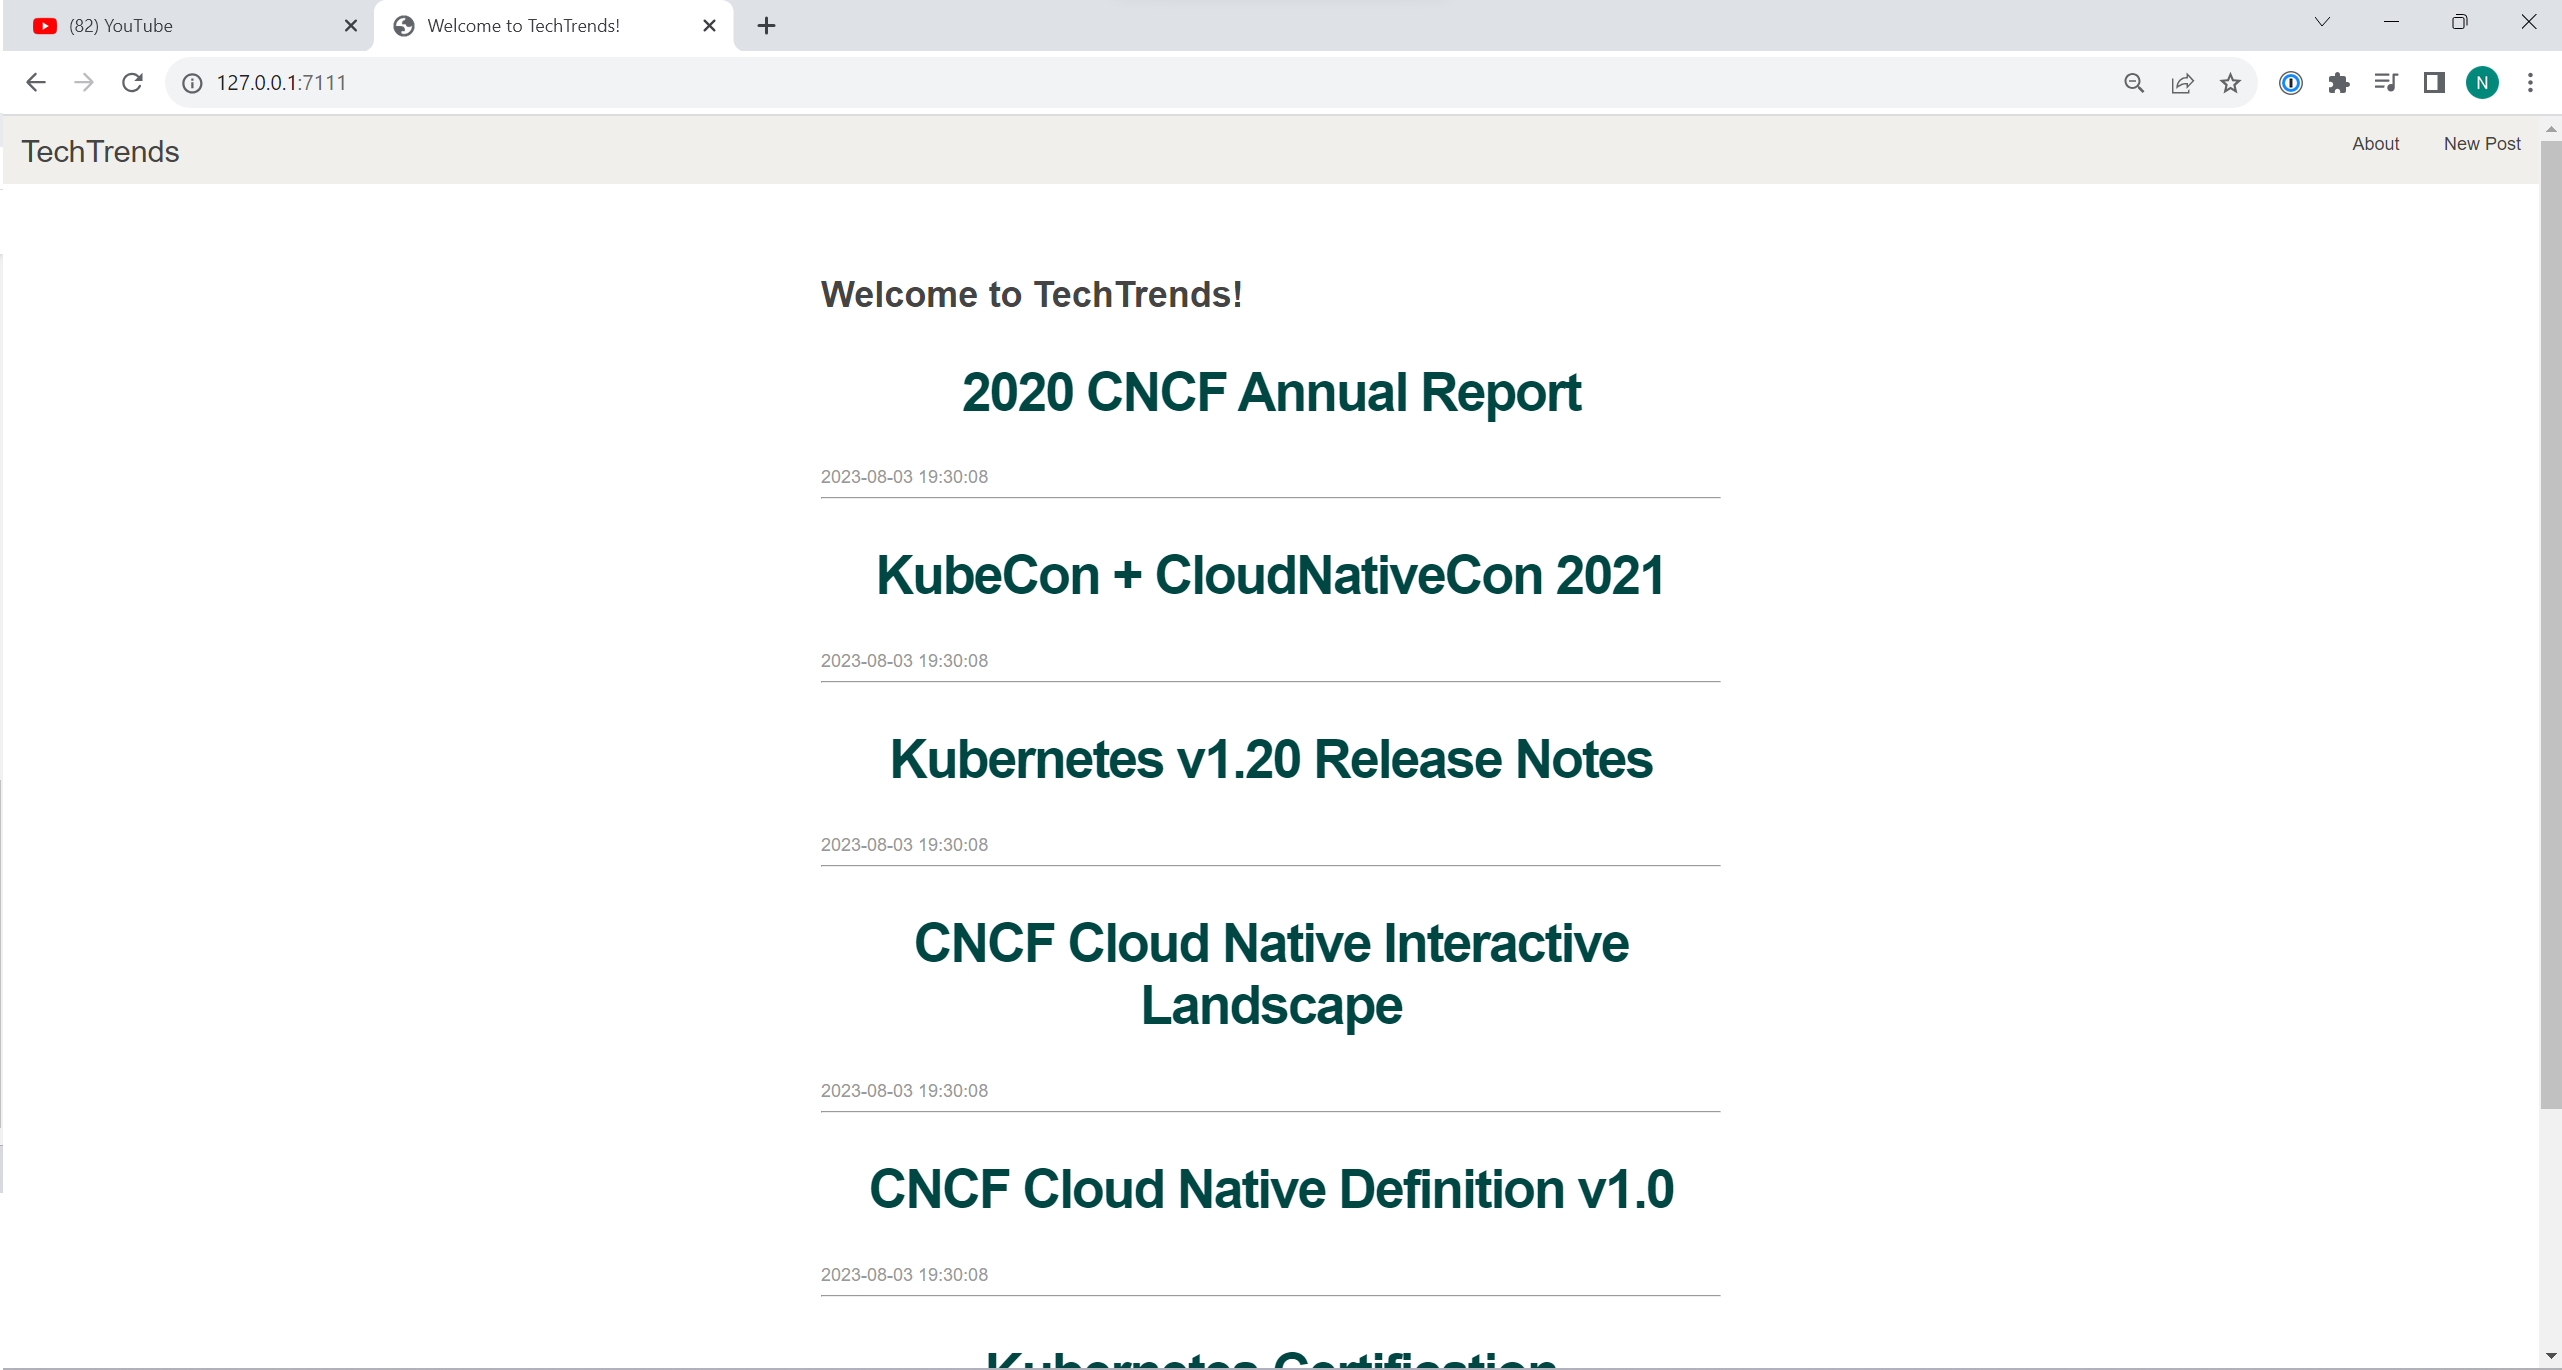 (82) YouTube
Welcome to TechTrends!
127.0.0.1:7111
N
TechTrends
About
New Post
Welcome to TechTrends!
2020 CNCF Annual Report
2023-08-03 19:30:08
KubeCon + CloudNativeCon 2021
2023-08-03 19:30:08
Kubernetes v1.20 Release Notes
2023-08-03 19:30:08
CNCF Cloud Native Interactive
Landscape
2023-08-03 19:30:08
CNCF Cloud Native Definition v1.0
2023-08-03 19:30:08
Kubernetes Certification